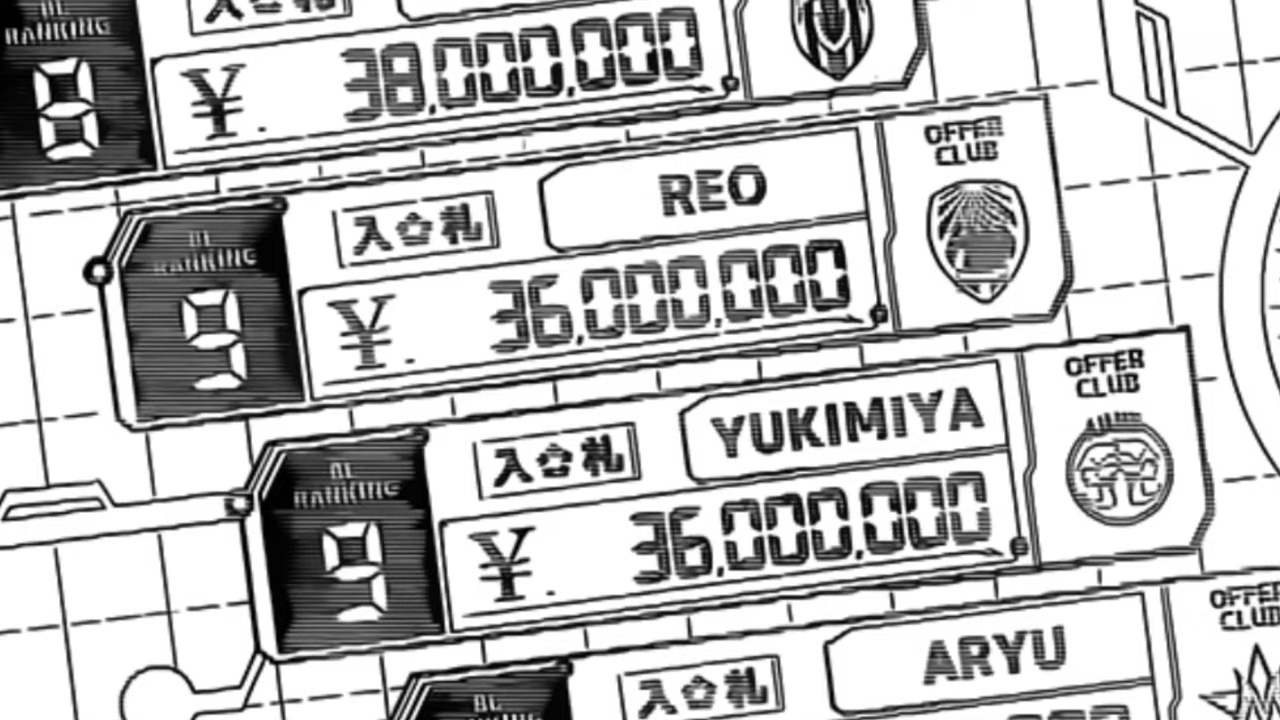 BL
RANKING
8
¥ 38,000,000
BL
RANKING
9
入札
REO
¥ 36,000,000
OFFER
CLUB
BL
RANKING
9
入札
YUKIMIYA
¥ 36,000,000
OFFER
CLUB
BL
RANKING
入札
ARYU
OFFER
CLUB